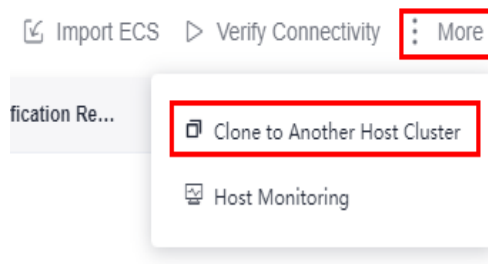 Import ECS Verify Connectivity More
fication Re...
Clone to Another Host Cluster
Host Monitoring